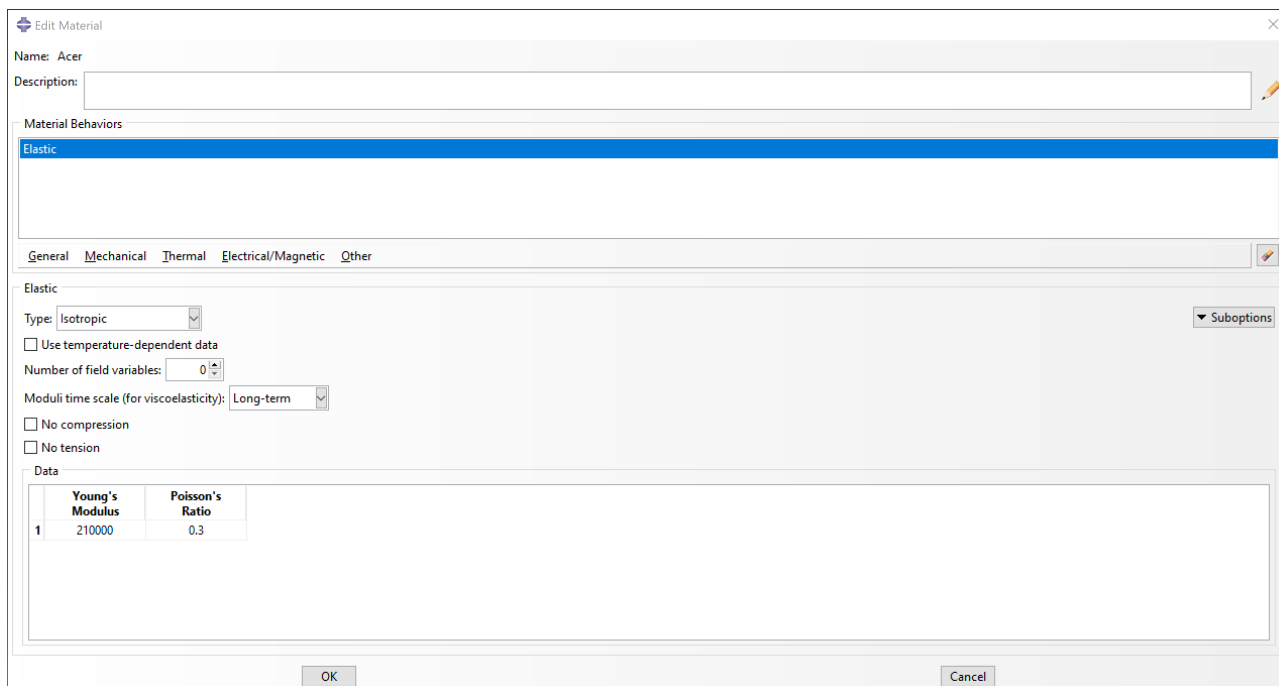 Edit Material
Name: Acer
Description:
Material Behaviors
Elastic
General Mechanical Thermal Electrical/Magnetic Other
Elastic
Type: Isotropic
Suboptions
Use temperature-dependent data
Number of field variables: 0
Moduli time scale (for viscoelasticity): Long-term
No compression
No tension
Data
Young's Poisson's
Modulus Ratio
1 210000 0.3
OK Cancel